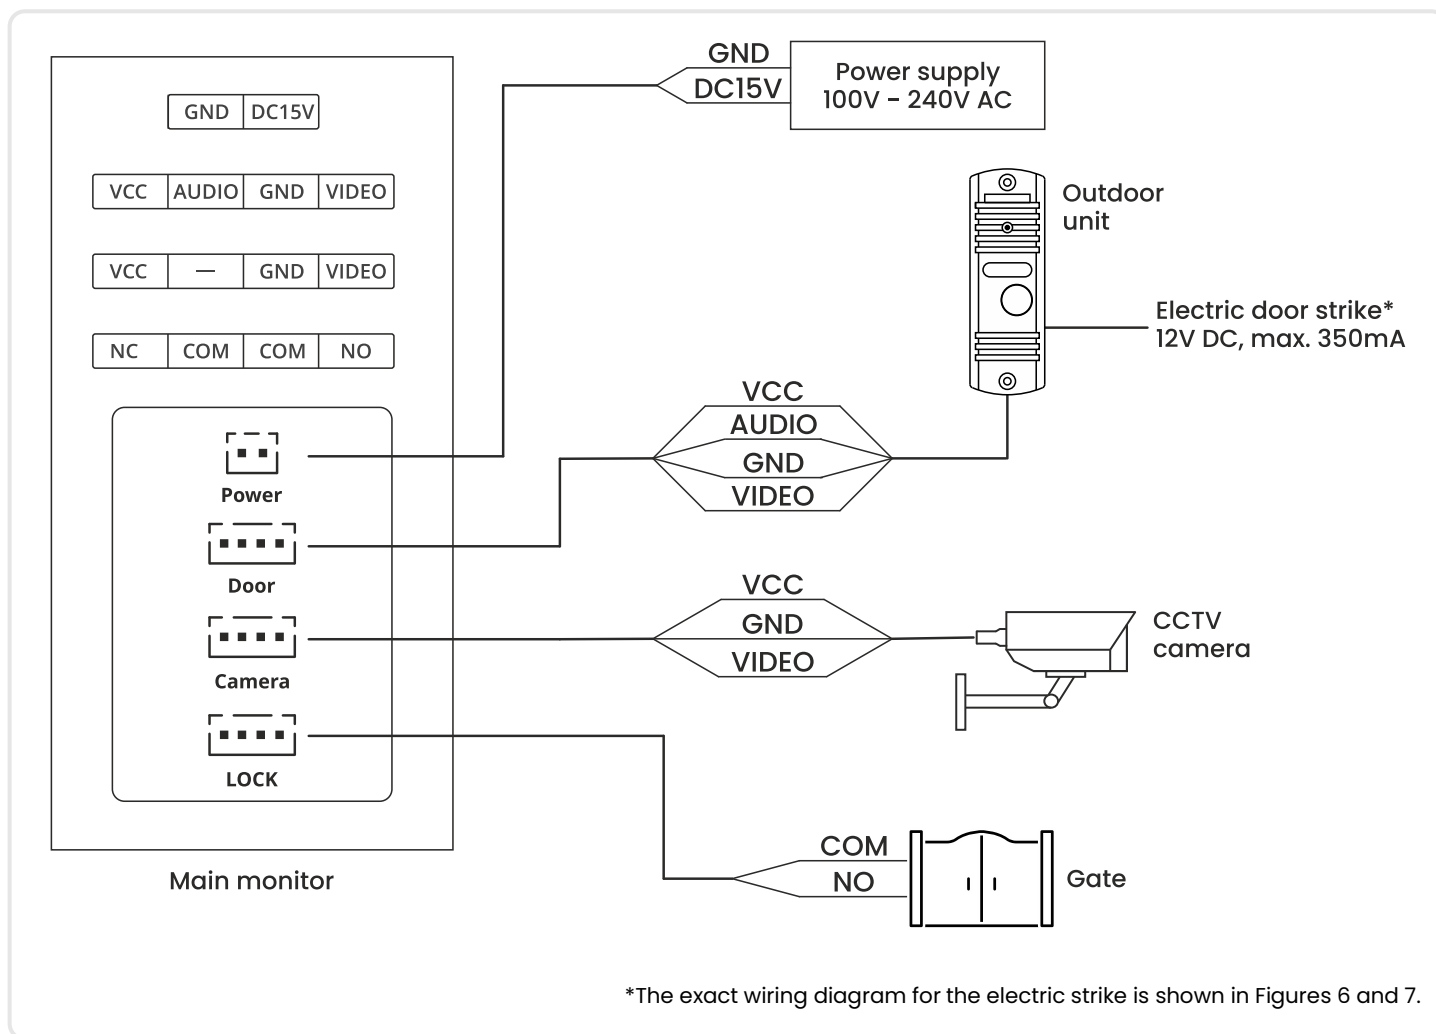 GND DC15V
VCC AUDIO GND VIDEO
VCC — GND VIDEO
NC COM COM NO
Power
Door
Camera
LOCK
Main monitor
GND
DC15V
Power supply
100V - 240V AC
Outdoor
unit
Electric door strike*
12V DC, max. 350mA
VCC
AUDIO
GND
VIDEO
VCC
GND
VIDEO
CCTV
camera
COM
NO
Gate
*The exact wiring diagram for the electric strike is shown in Figures 6 and 7.